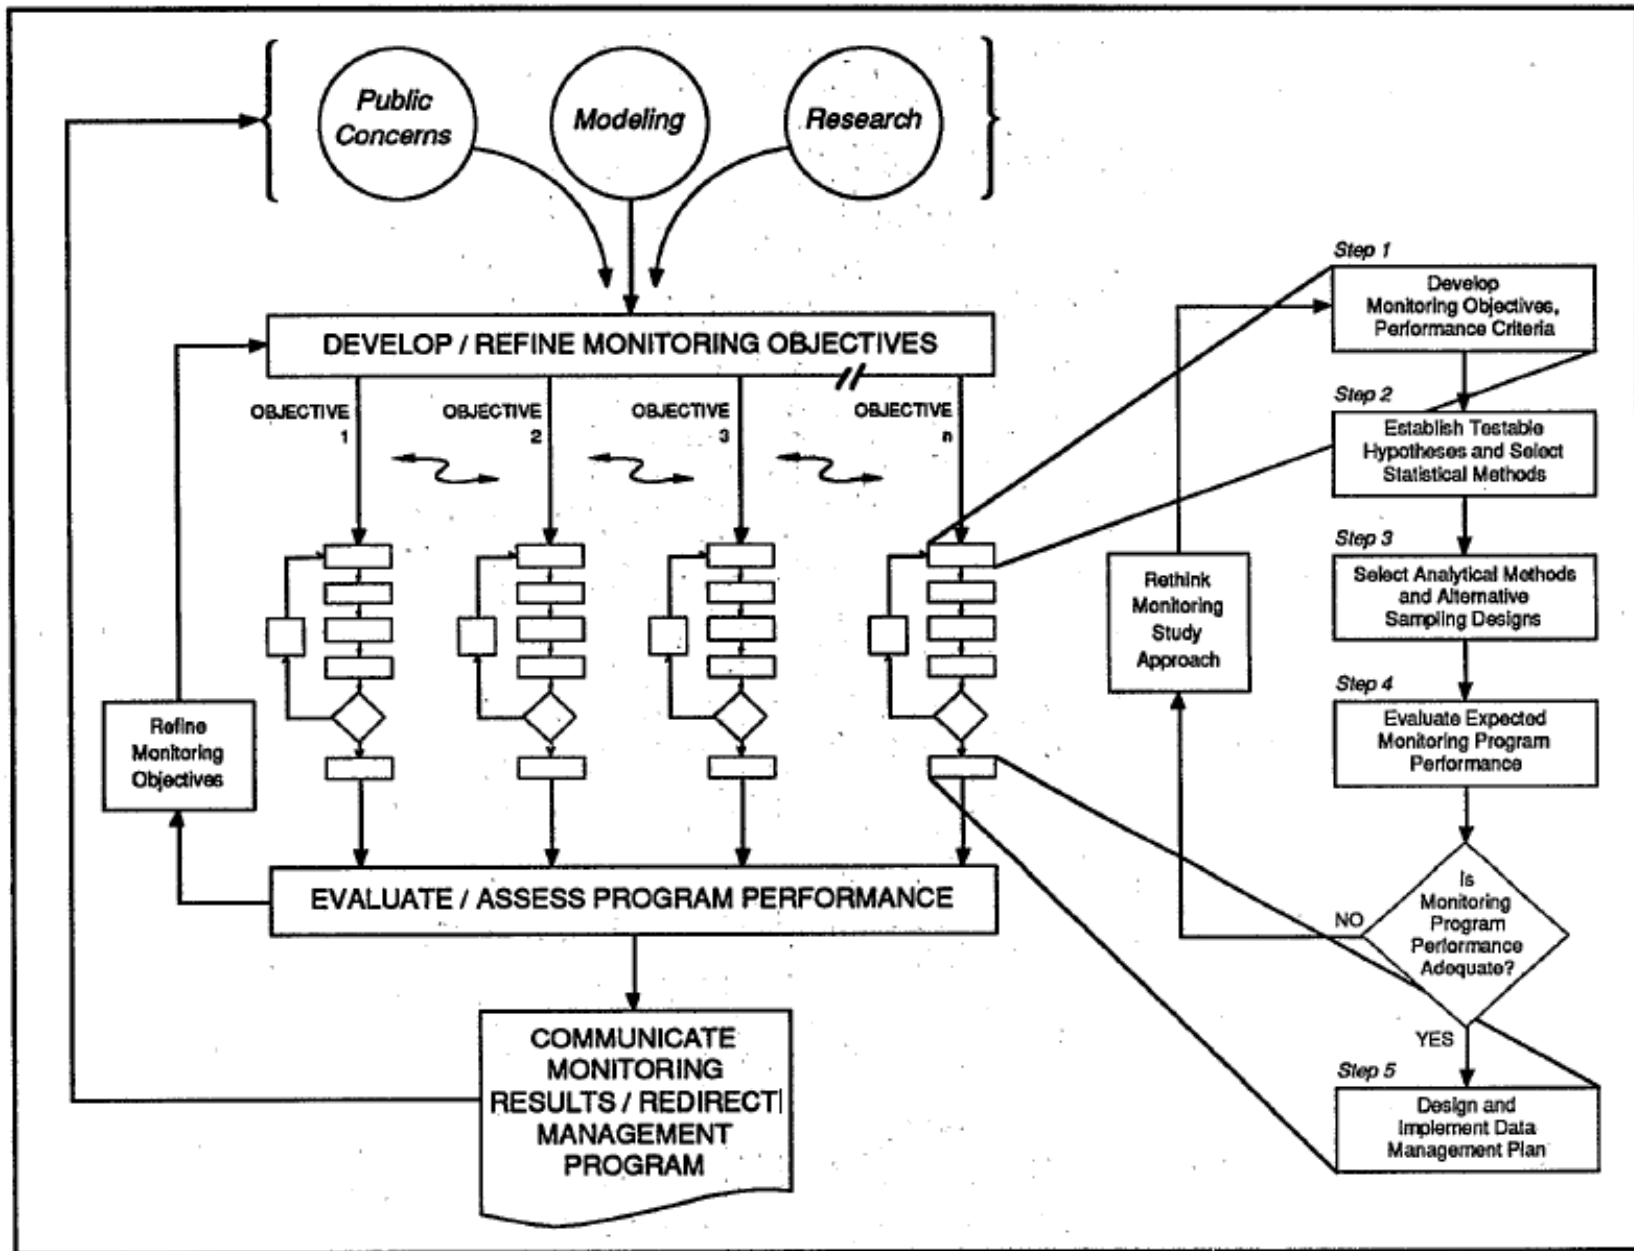 Public
Concerns
Modeling
Research
DEVELOP / REFINE MONITORING OBJECTIVES
OBJECTIVE
1
OBJECTIVE
2
OBJECTIVE
3
OBJECTIVE
n
Refine
Monitoring
Objectives
EVALUATE / ASSESS PROGRAM PERFORMANCE
COMMUNICATE
MONITORING
RESULTS / REDIRECT
MANAGEMENT
PROGRAM
Rethink
Monitoring
Study
Approach
Step 1
Develop
Monitoring Objectives,
Performance Criteria
Step 2
Establish Testable
Hypotheses and Select
Statistical Methods
Step 3
Select Analytical Methods
and Alternative
Sampling Designs
Step 4
Evaluate Expected
Monitoring Program
Performance
Is
Monitoring
Program
Performance
Adequate?
NO
YES
Step 5
Design and
Implement Data
Management Plan